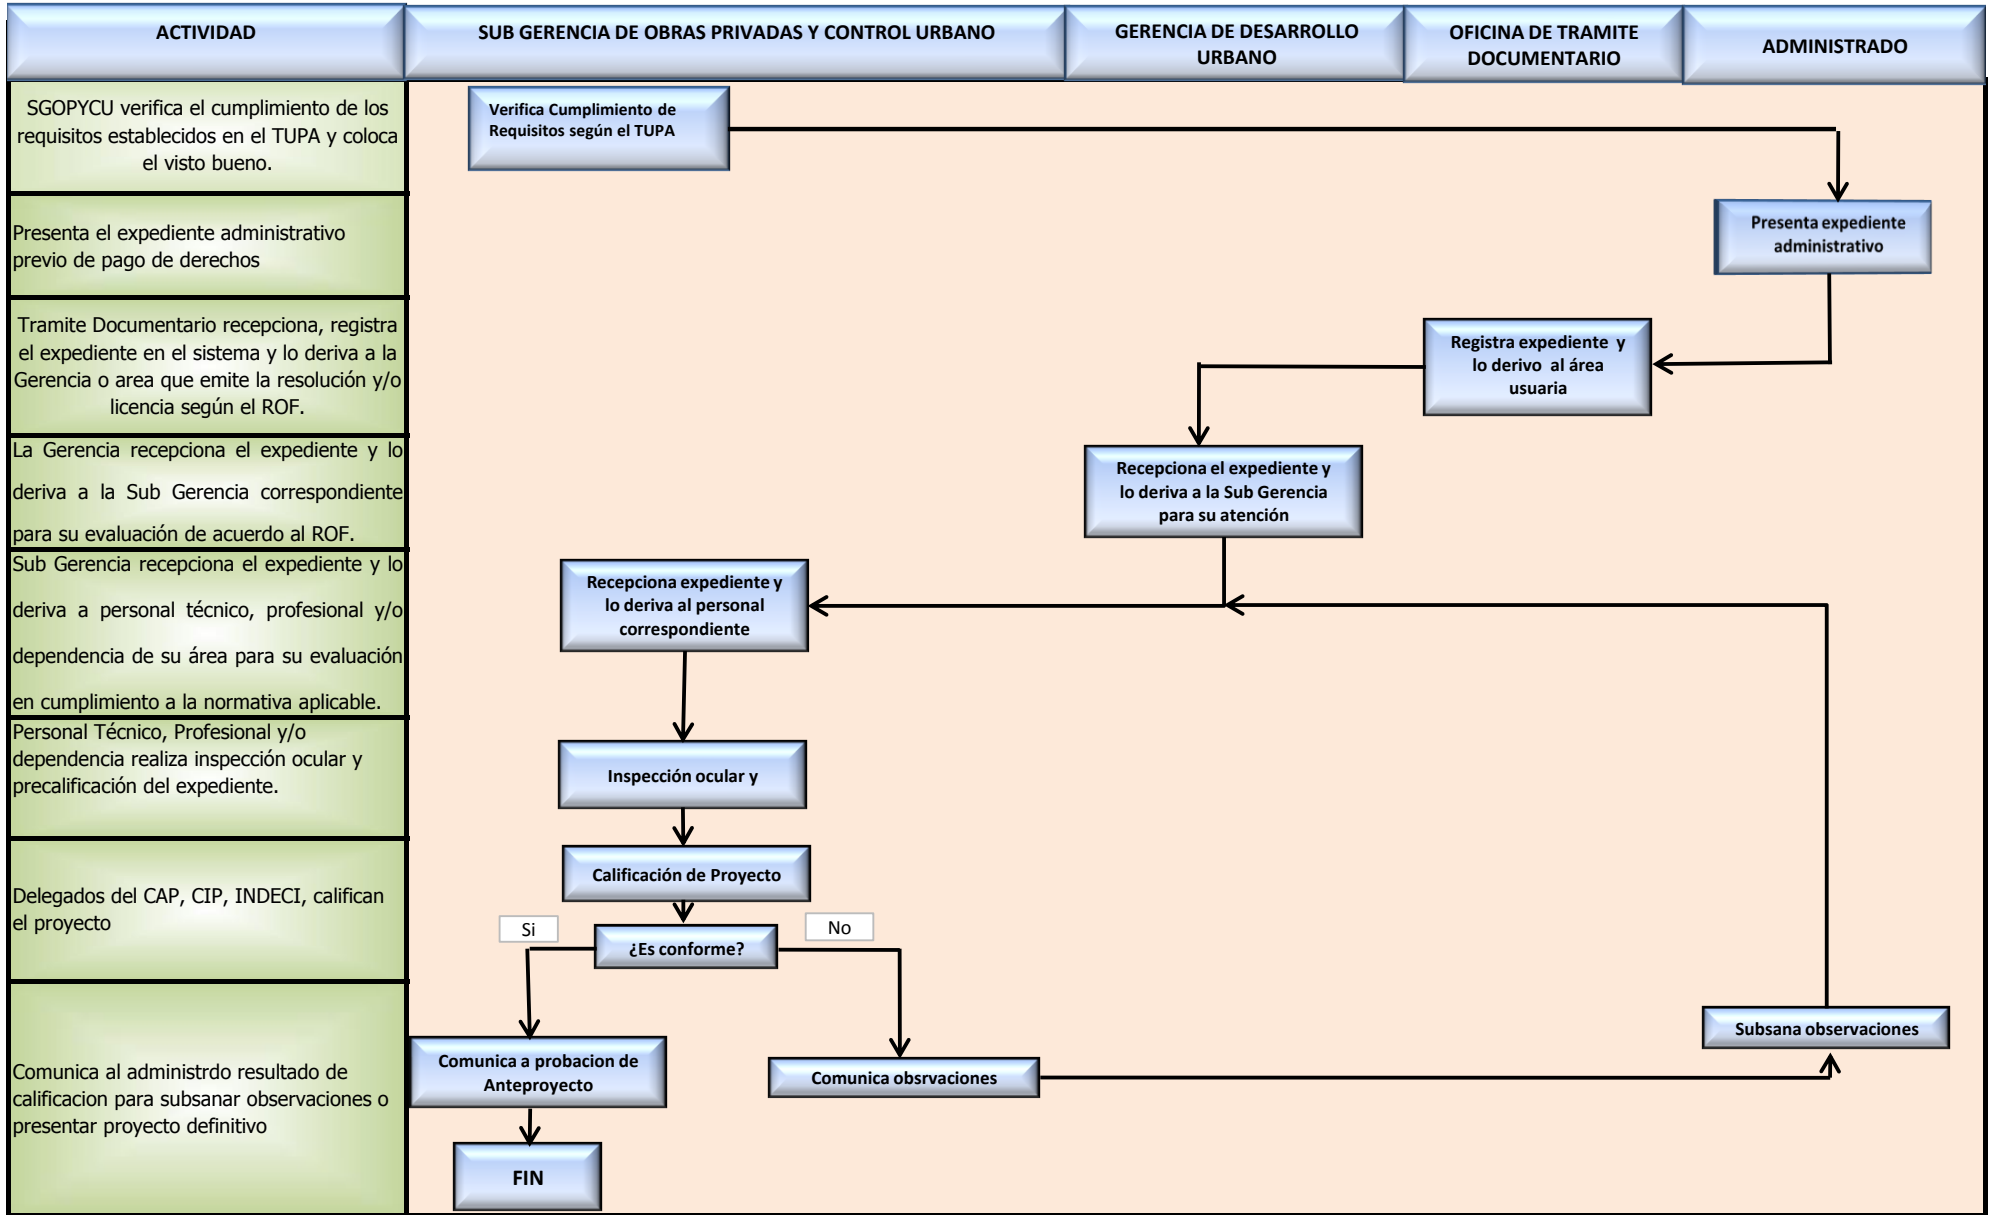 ACTIVIDAD
SUB GERENCIA DE OBRAS PRIVADAS Y CONTROL URBANO
GERENCIA DE DESARROLLO
URBANO
OFICINA DE TRAMITE
DOCUMENTARIO
ADMINISTRADO
SGOPYCU verifica el cumplimiento de los
requisitos establecidos en el TUPA y coloca
el visto bueno.
Verifica Cumplimiento de
Requisitos según el TUPA
Presenta el expediente administrativo
previo de pago de derechos
Presenta expediente
administrativo
Tramite Documentario recepciona, registra
el expediente en el sistema y lo deriva a la
Gerencia o area que emite la resolución y/o
licencia según el ROF.
Registra expediente y
lo derivo al área
usuaria
La Gerencia recepciona el expediente y lo
deriva a la Sub Gerencia correspondiente
para su evaluación de acuerdo al ROF.
Recepciona el expediente y
lo deriva a la Sub Gerencia
para su atención
Sub Gerencia recepciona el expediente y lo
deriva a personal técnico, profesional y/o
dependencia de su área para su evaluación
en cumplimiento a la normativa aplicable.
Recepciona expediente y
lo deriva al personal
correspondiente
Personal Técnico, Profesional y/o
dependencia realiza inspección ocular y
precalificación del expediente.
Inspección ocular y
Delegados del CAP, CIP, INDECI, califican
el proyecto
Calificación de Proyecto
Si
No
¿Es conforme?
Comunica al administrdo resultado de
calificacion para subsanar observaciones o
presentar proyecto definitivo
Comunica a probacion de
Anteproyecto
Comunica obsrvaciones
Subsana observaciones
FIN